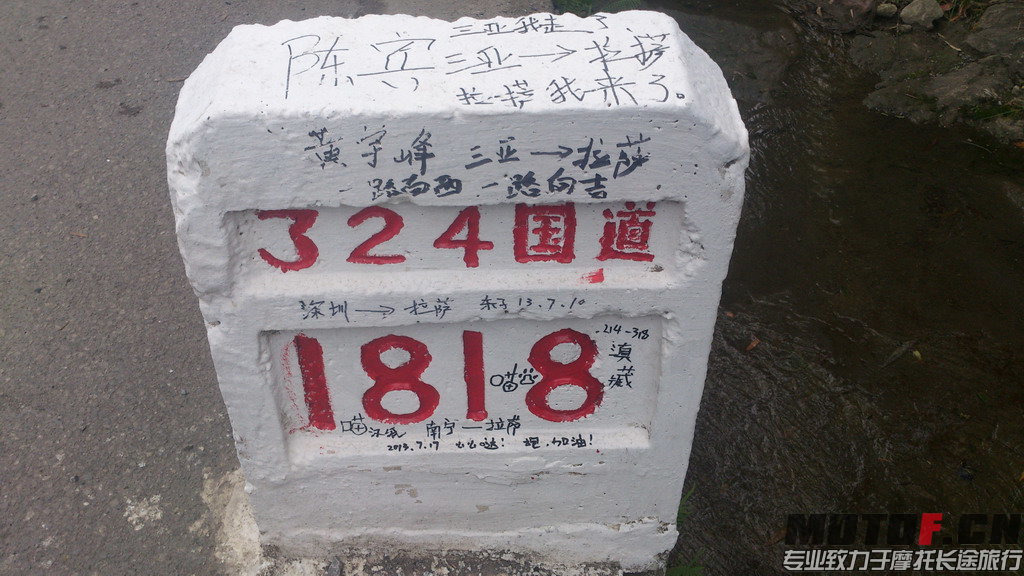 三亚我走了
陈宾 三亚→拉萨
拉萨我来了。
黄宇峰 三亚→拉萨
一路向西 一路向吉
324国道
深圳→拉萨 13.7.10
214-318
滇藏
1818
喵
喵 南宁—拉萨
2013.7.17 加油!
MOTOF.CN
专业致力于摩托长途旅行